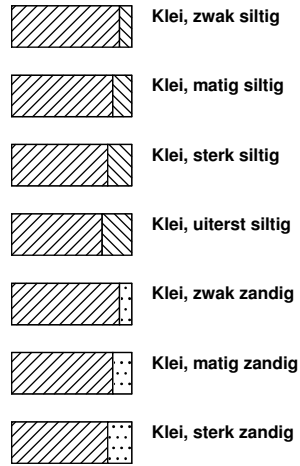 Klei, zwak siltig
Klei, matig siltig
Klei, sterk siltig
Klei, uiterst siltig
Klei, zwak zandig
Klei, matig zandig
Klei, sterk zandig